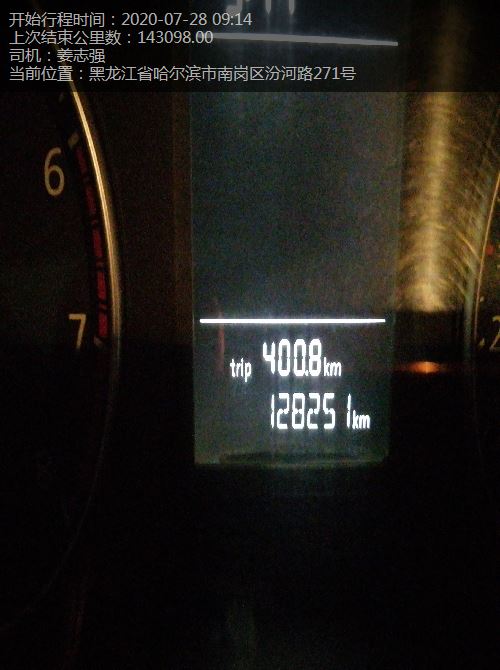 开始行程时间：2020-07-28 09:14
上次结束公里数：143098.00
司机：姜志强
当前位置：黑龙江省哈尔滨市南岗区汾河路271号
6
7
trip 400.8km
128251km